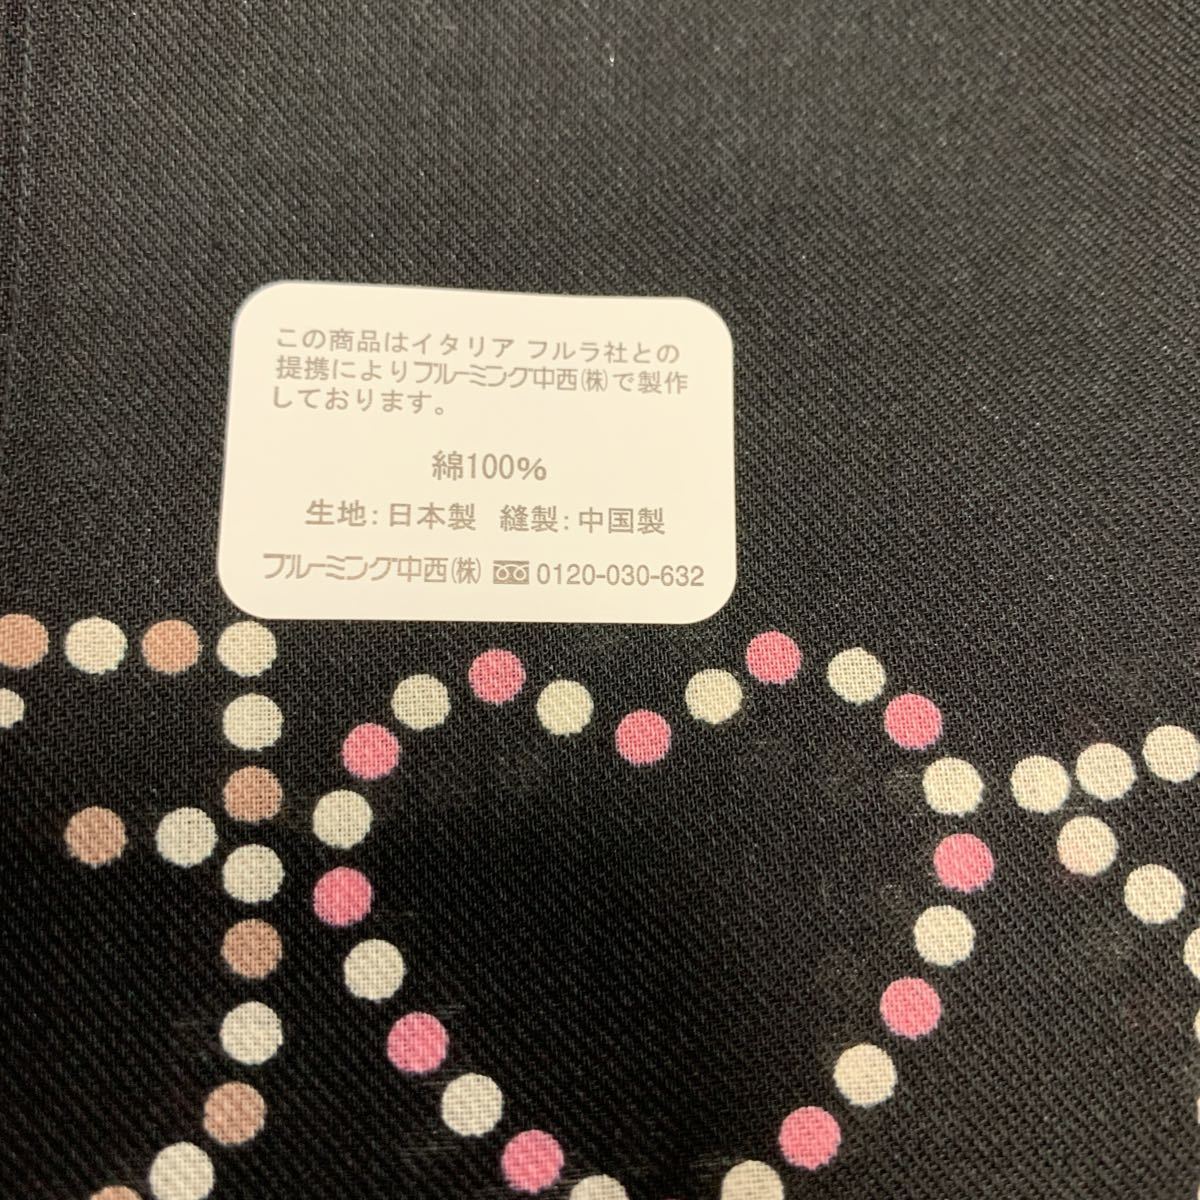 この商品はイタリア フルラ社との
提携によりブルーミング中西㈱で製作
しております。
綿100%
生地:日本製 縫製:中国製
ブルーミング中西㈱ 0120-030-632